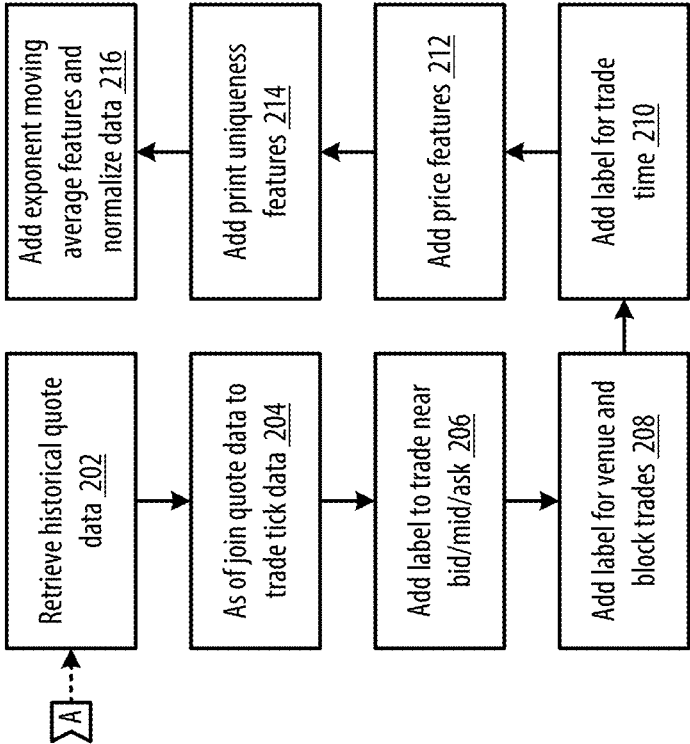 A
Retrieve historical quote
data 202
As of join quote data to
trade tick data 204
Add label to trade near
bid/mid/ask 206
Add label for venue and
block trades 208
Add label for trade
time 210
Add price features 212
Add print uniqueness
features 214
Add exponent moving
average features and
normalize data 216